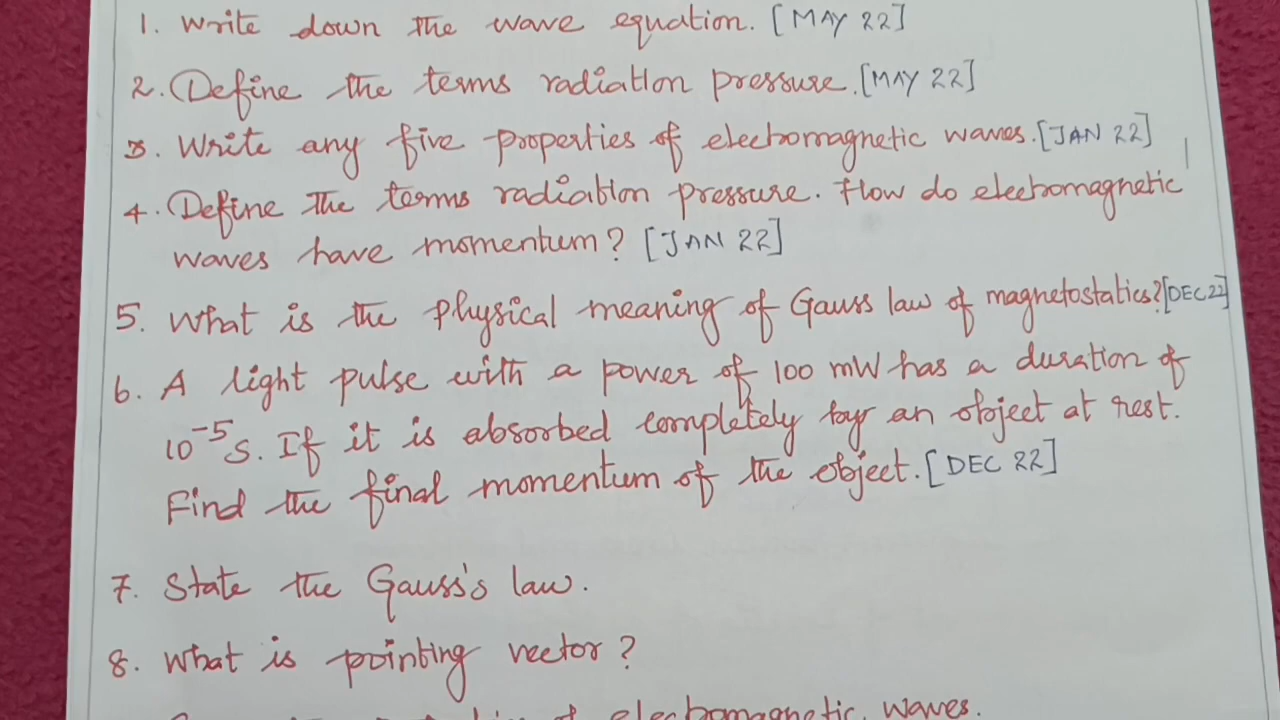 1. Write down the wave equation. [MAY 22]
2. Define the terms radiation pressure. [MAY 22]
3. Write any five properties of electromagnetic waves. [JAN 22]
4. Define the terms radiation pressure. How do electromagnetic
waves have momentum? [JAN 22]
5. What is the physical meaning of Gauss law of magnetostatics? [DEC 22]
6. A light pulse with a power of 100 mW has a duration of
10⁻⁵s. If it is absorbed completely by an object at rest.
Find the final momentum of the object. [DEC 22]
7. State the Gauss's law.
8. What is pointing vector?
of electromagnetic waves.